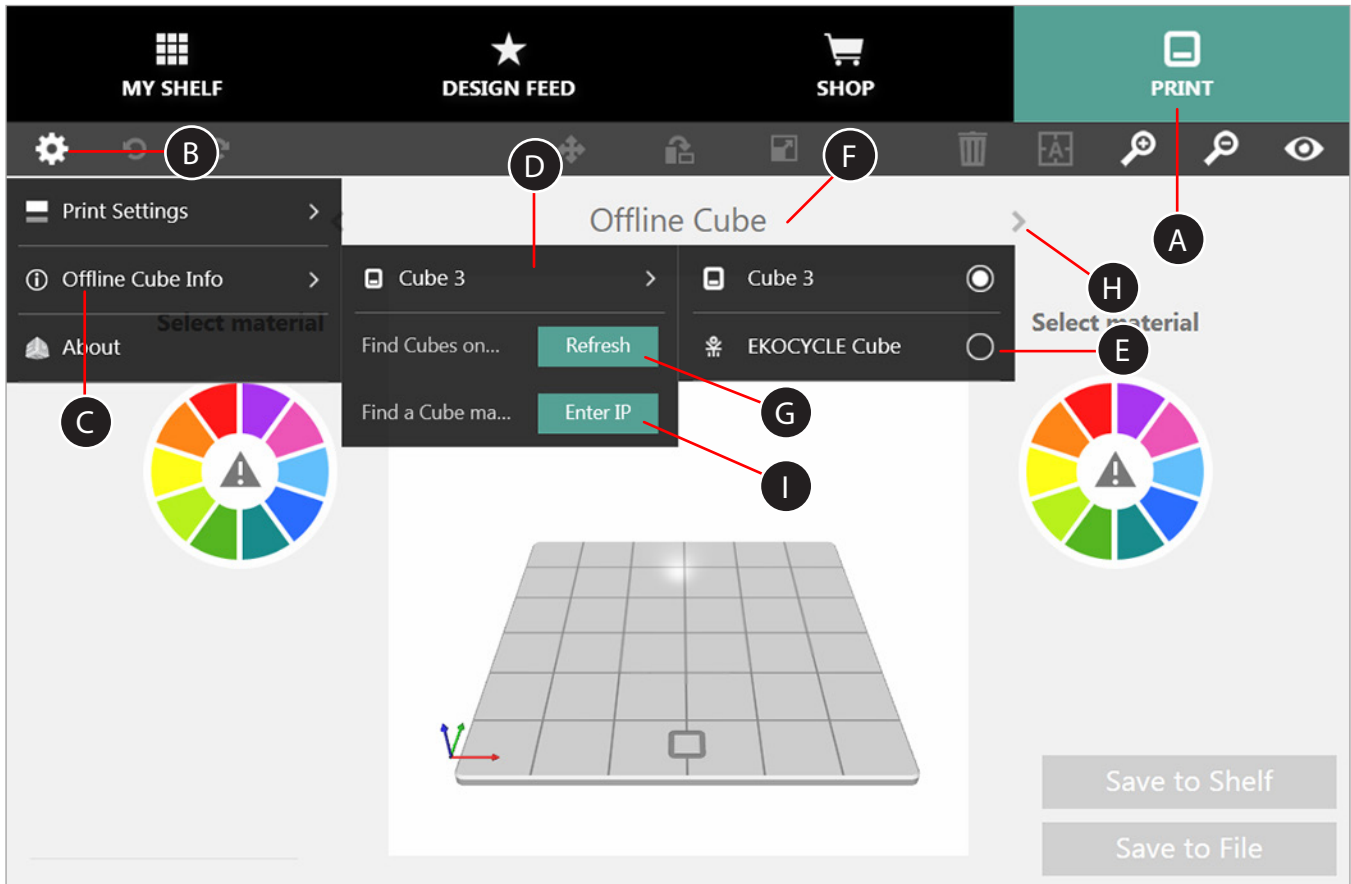 MY SHELF
DESIGN FEED
SHOP
PRINT
B
D
F
A
Print Settings
Offline Cube
Offline Cube Info
Cube 3
Cube 3
H
Select material
Select material
About
Find Cubes on...
Refresh
EKOCYCLE Cube
E
C
Find a Cube ma...
Enter IP
G
I
Save to Shelf
Save to File